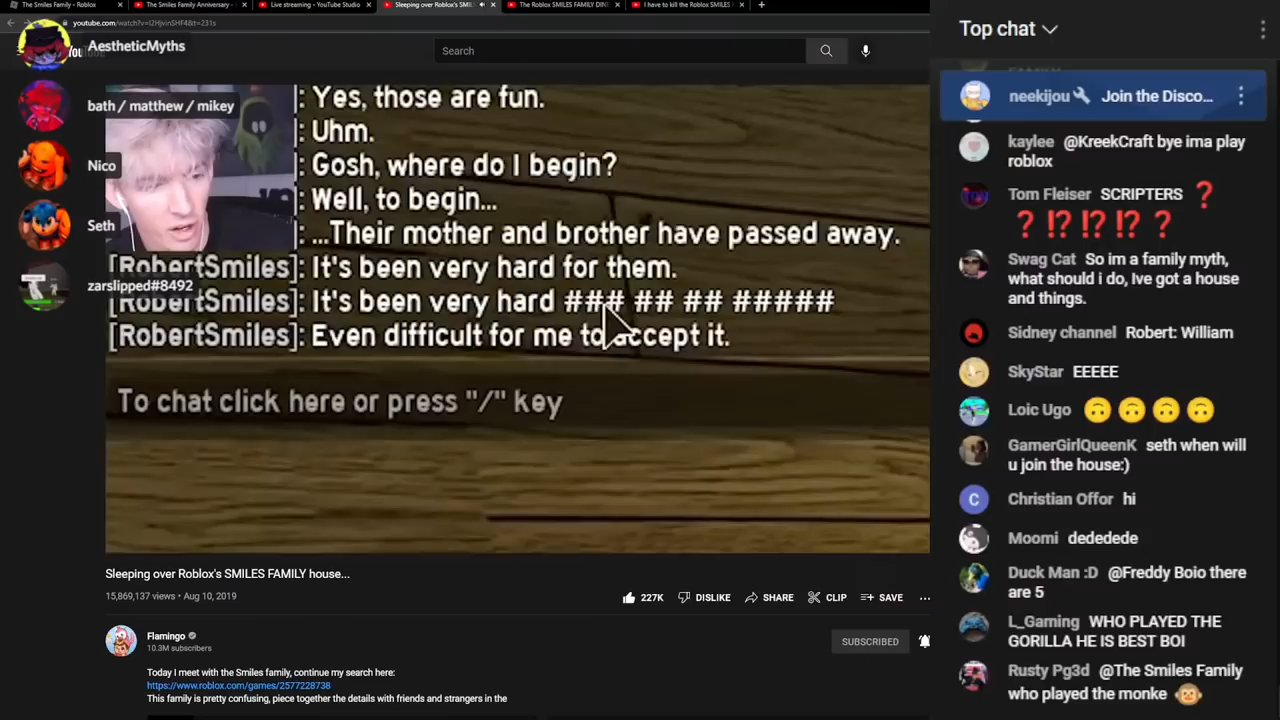 The Smiles Family - Roblox
The Smiles Family Anniversary -
Live streaming - YouTube Studio
Sleeping over Roblox's SMIL
The Roblox SMILES FAMILY DIN
I have to kill the Roblox SMILES F
Search
AestheticMyths
bath / matthew / mikey
Nico
Seth
zarslipped#8492
]: Yes, those are fun.
]: Uhm.
]: Gosh, where do I begin?
]: Well, to begin...
: ...Their mother and brother have passed away.
[RobertSmiles]: It's been very hard for them.
[RobertSmiles]: It's been very hard ### ## ## #####
[RobertSmiles]: Even difficult for me to accept it.
To chat click here or press "/" key
Sleeping over Roblox's SMILES FAMILY house...
15,869,137 views • Aug 10, 2019
227K
DISLIKE
SHARE
CLIP
SAVE
...
Flamingo
10.3M subscribers
SUBSCRIBED
Today I meet with the Smiles family, continue my search here:
https://www.roblox.com/games/2577228738
This family is pretty confusing, piece together the details with friends and strangers in the
Top chat
neekijou Join the Disco...
kaylee @KreekCraft bye ima play
roblox
Tom Fleiser SCRIPTERS ❓
❓⁉️⁉️⁉️⁉️❓
Swag Cat So im a family myth,
what should i do, Ive got a house
and things.
Sidney channel Robert: William
SkyStar EEEEE
Loic Ugo 🙃🙃🙃🙃
GamerGirlQueenK seth when will
u join the house:)
C
Christian Offor hi
Moomi dededede
Duck Man :D @Freddy Boio there
are 5
L_Gaming WHO PLAYED THE
GORILLA HE IS BEST BOI
Rusty Pg3d @The Smiles Family
who played the monke 🐵